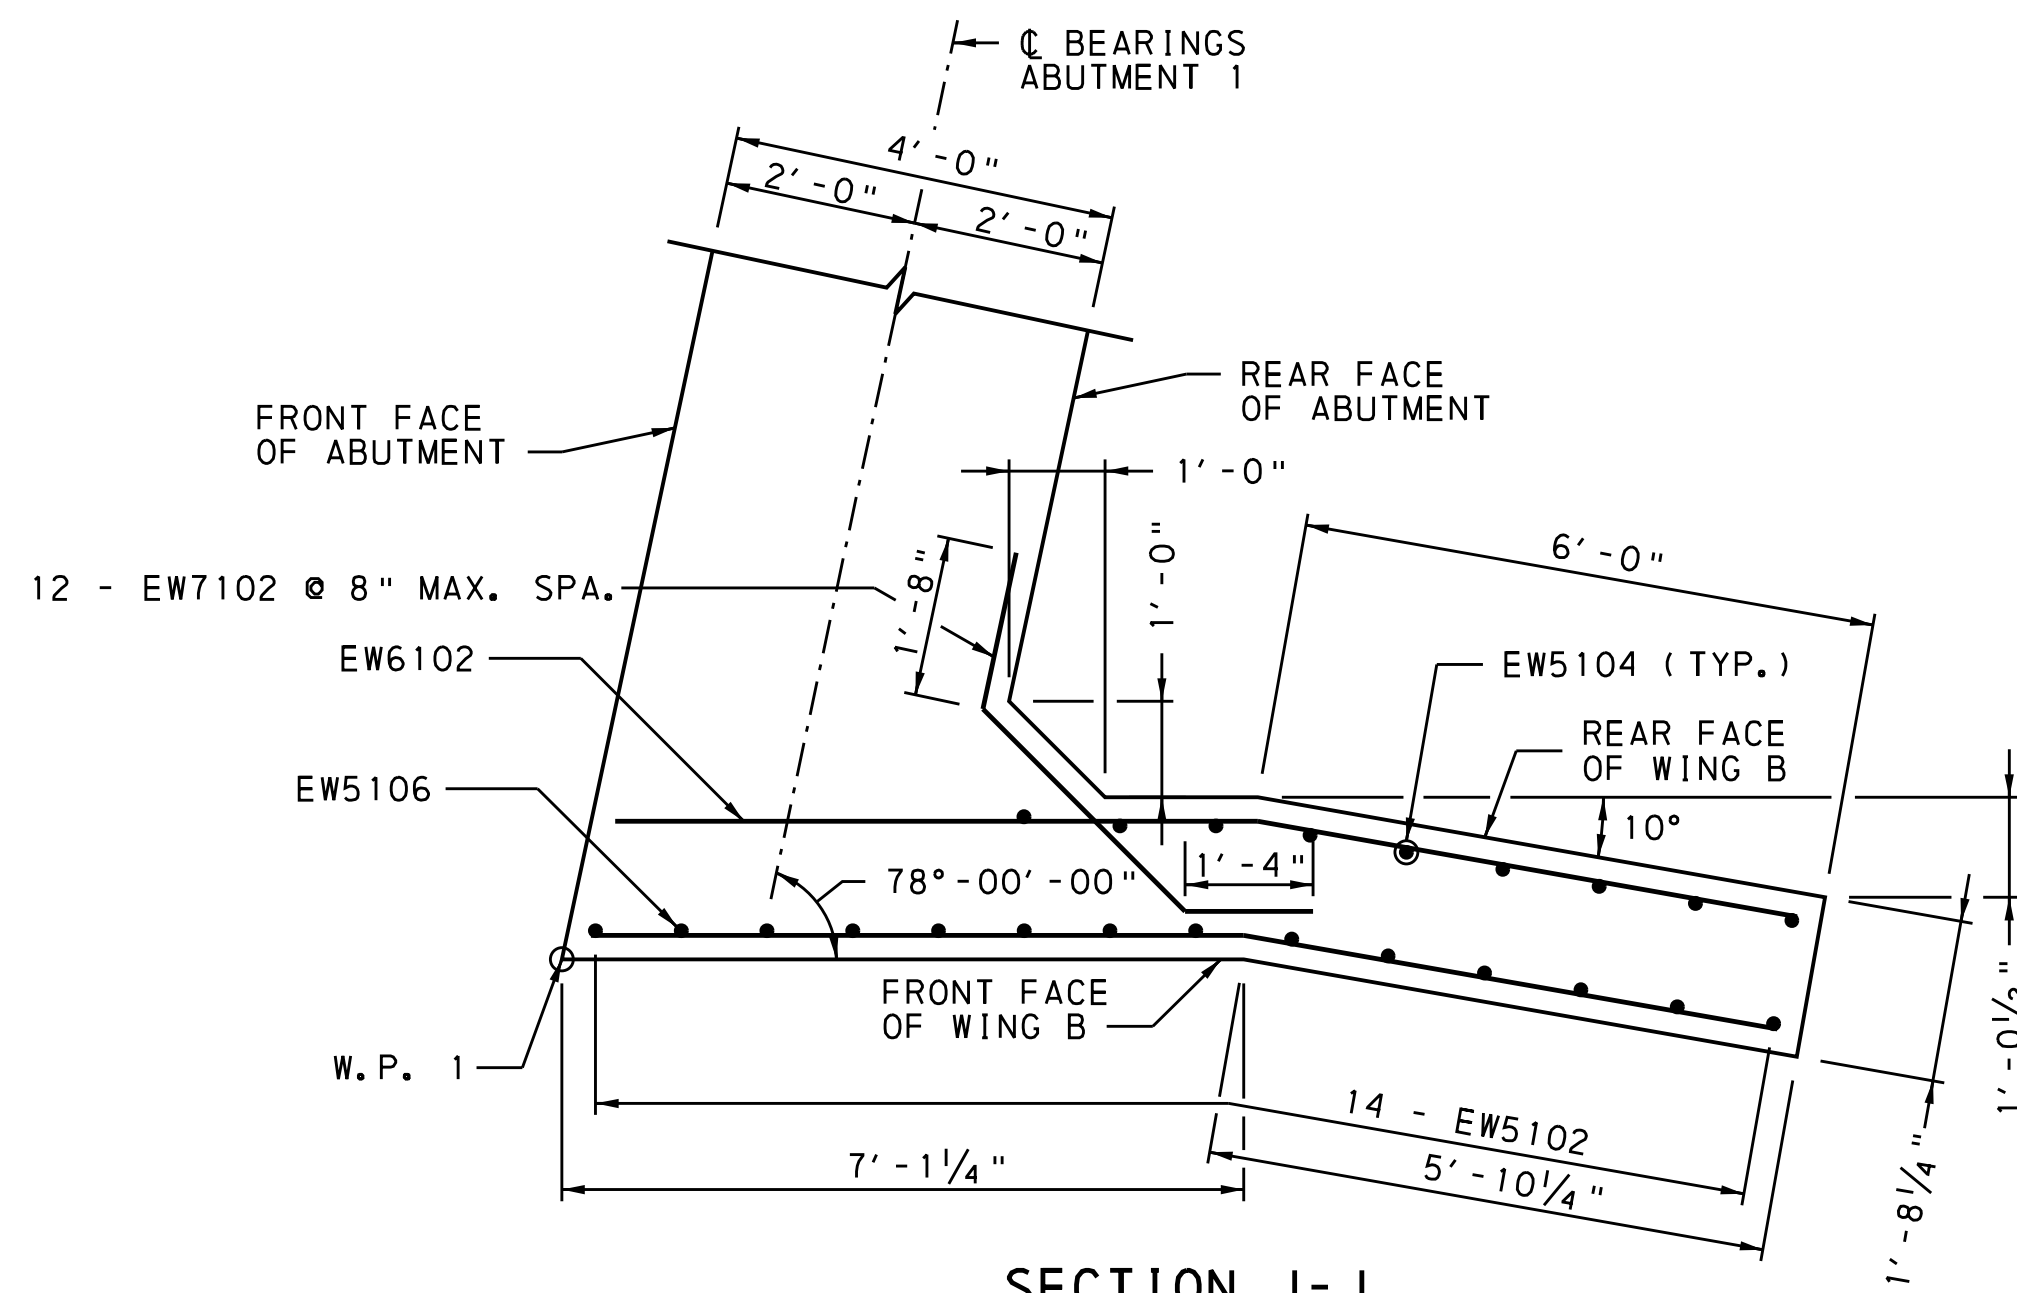 ℄ BEARINGS
ABUTMENT 1
4'-0"
2'-0"
2'-0"
REAR FACE
OF ABUTMENT
FRONT FACE
OF ABUTMENT
1'-0"
1'-0"
6'-0"
1'-8"
12 - EW7102 @ 8" MAX. SPA.
EW6102
EW5104 (TYP.)
REAR FACE
OF WING B
EW5106
10°
1'-4"
78°-00'-00"
FRONT FACE
OF WING B
W.P. 1
1'-0½"
14 - EW5102
7'-1¼"
5'-10¼"
1'-8¼"
SECTION